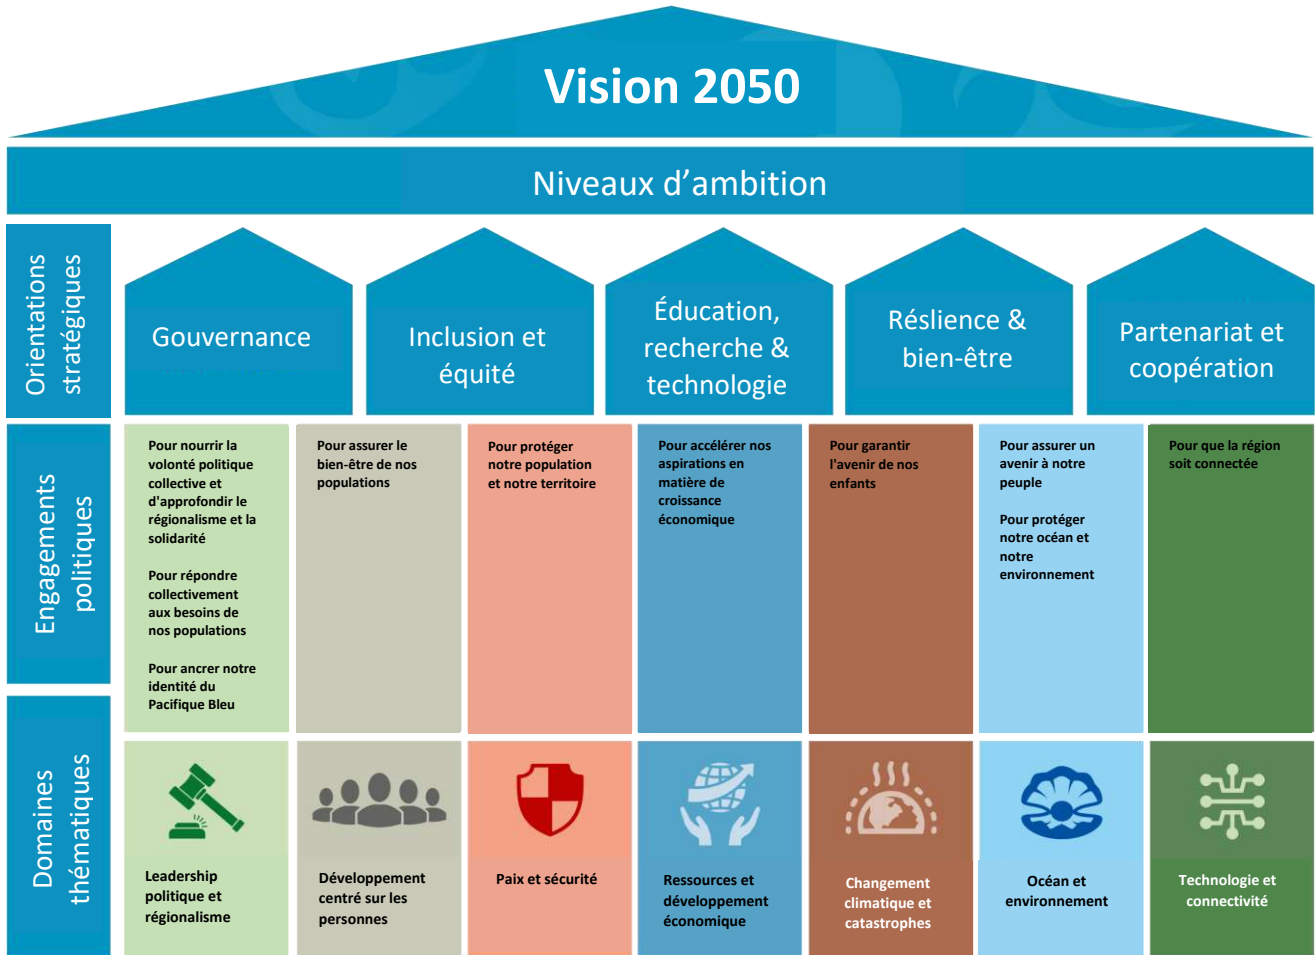 Vision 2050
Niveaux d’ambition
Orientations
stratégiques
Gouvernance
Inclusion et
équité
Éducation,
recherche &
technologie
Réslience &
bien-être
Partenariat et
coopération
Engagements
politiques
Pour nourrir la
volonté politique
collective et
d'approfondir le
régionalisme et la
solidarité
Pour répondre
collectivement
aux besoins de
nos populations
Pour ancrer notre
identité du
Pacifique Bleu
Pour assurer le
bien-être de nos
populations
Pour protéger
notre population
et notre territoire
Pour accélérer nos
aspirations en
matière de
croissance
économique
Pour garantir
l'avenir de nos
enfants
Pour assurer un
avenir à notre
peuple
Pour protéger
notre océan et
notre
environnement
Pour que la région
soit connectée
Domaines
thématiques
Leadership
politique et
régionalisme
Développement
centré sur les
personnes
Paix et sécurité
Ressources et
développement
économique
Changement
climatique et
catastrophes
Océan et
environnement
Technologie et
connectivité